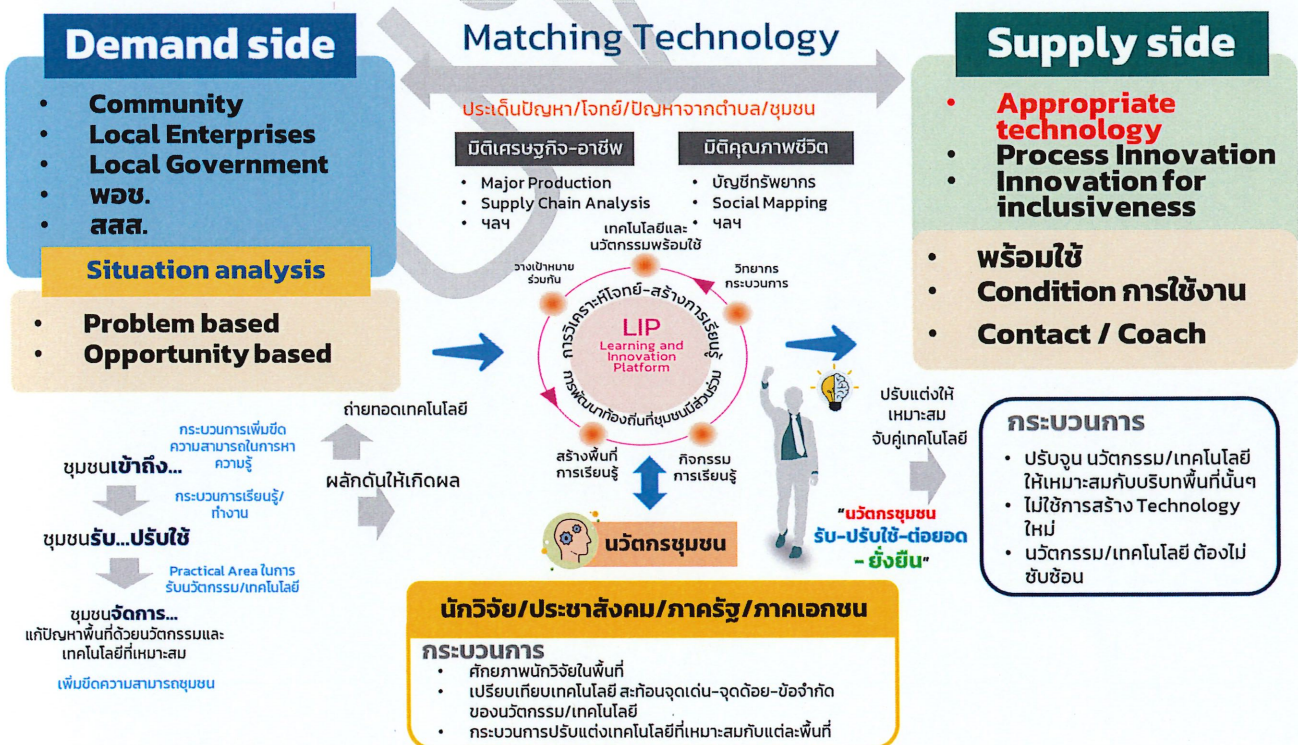 Demand side
• Community
• Local Enterprises
• Local Government
• พอช.
• สสส.
Situation analysis
• Problem based
• Opportunity based
Matching Technology
ประเด็นปัญหา/โจทย์/ปัญหาจากตำบล/ชุมชน
มิติเศรษฐกิจ-อาชีพ
• Major Production
• Supply Chain Analysis
• ฯลฯ
มิติคุณภาพชีวิต
• บัญชีทรัพยากร
• Social Mapping
• ฯลฯ
Supply side
• Appropriate
technology
• Process Innovation
• Innovation for
inclusiveness
• พร้อมใช้
• Condition การใช้งาน
• Contact / Coach
เทคโนโลยีและ
นวัตกรรมพร้อมใช้
วางเป้าหมาย
ร่วมกัน
วิทยากร
กระบวนการ
การวิเคราะห์โจทย์-สร้างการเรียนรู้
LIP
Learning and
Innovation
Platform
การพัฒนาท้องถิ่นที่ชุมชนมีส่วนร่วม
สร้างพื้นที่
การเรียนรู้
กิจกรรม
การเรียนรู้
นวัตกรชุมชน
ถ่ายทอดเทคโนโลยี
กระบวนการเพิ่มขีด
ความสามารถในการหา
ความรู้
ชุมชนเข้าถึง...
กระบวนการเรียนรู้/
ทำงาน
ผลักดันให้เกิดผล
ชุมชนรับ...ปรับใช้
Practical Area ในการ
รับนวัตกรรม/เทคโนโลยี
ชุมชนจัดการ...
แก้ปัญหาพื้นที่ด้วยนวัตกรรมและ
เทคโนโลยีที่เหมาะสม
เพิ่มขีดความสามารถชุมชน
ปรับแต่งให้
เหมาะสม
จับคู่เทคโนโลยี
"นวัตกรชุมชน
รับ-ปรับใช้-ต่อยอด
- ยั่งยืน"
กระบวนการ
• ปรับจูน นวัตกรรม/เทคโนโลยี
ให้เหมาะสมกับบริบทพื้นที่นั้นๆ
• ไม่ใช้การสร้าง Technology
ใหม่
• นวัตกรรม/เทคโนโลยี ต้องไม่
ซับซ้อน
นักวิจัย/ประชาสังคม/ภาครัฐ/ภาคเอกชน
กระบวนการ
• ศักยภาพนักวิจัยในพื้นที่
• เปรียบเทียบเทคโนโลยี สะท้อนจุดเด่น-จุดด้อย-ข้อจำกัด
ของนวัตกรรม/เทคโนโลยี
• กระบวนการปรับแต่งเทคโนโลยีที่เหมาะสมกับแต่ละพื้นที่